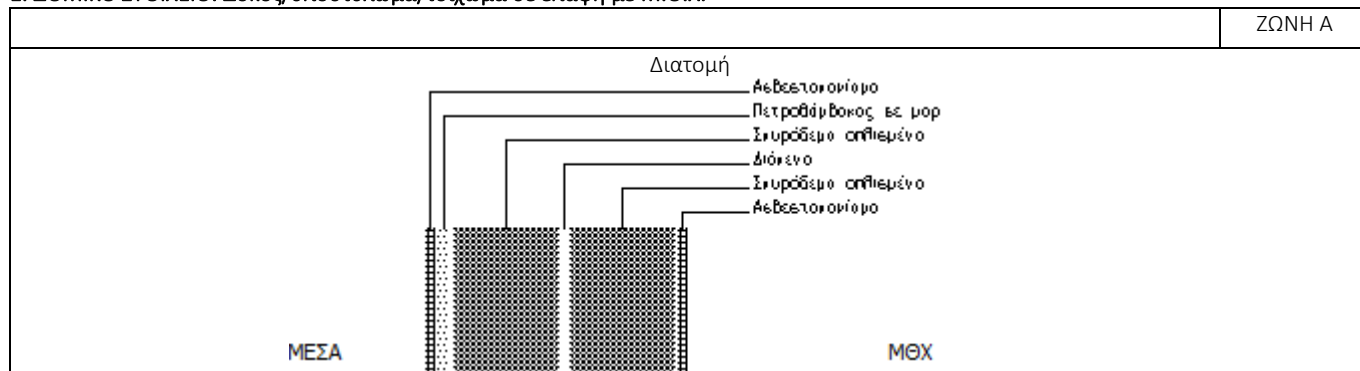 ΖΩΝΗ Α
Διατομή
Ασβεστοκονίαμα
Πετροβάμβακας σε μορ
Σκυρόδεμα οπλισμένο
Διάκενο
Σκυρόδεμα οπλισμένο
Ασβεστοκονίαμα
ΜΕΣΑ
ΜΘΧ